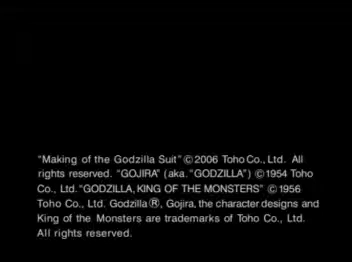 "Making of the Godzilla Suit" ©2006 Toho Co., Ltd. All
rights reserved. "GOJIRA" (aka. "GODZILLA") ©1954 Toho
Co., Ltd. "GODZILLA, KING OF THE MONSTERS" ©1956
Toho Co., Ltd. Godzilla®, Gojira, the character designs and
King of the Monsters are trademarks of Toho Co., Ltd.
All rights reserved.